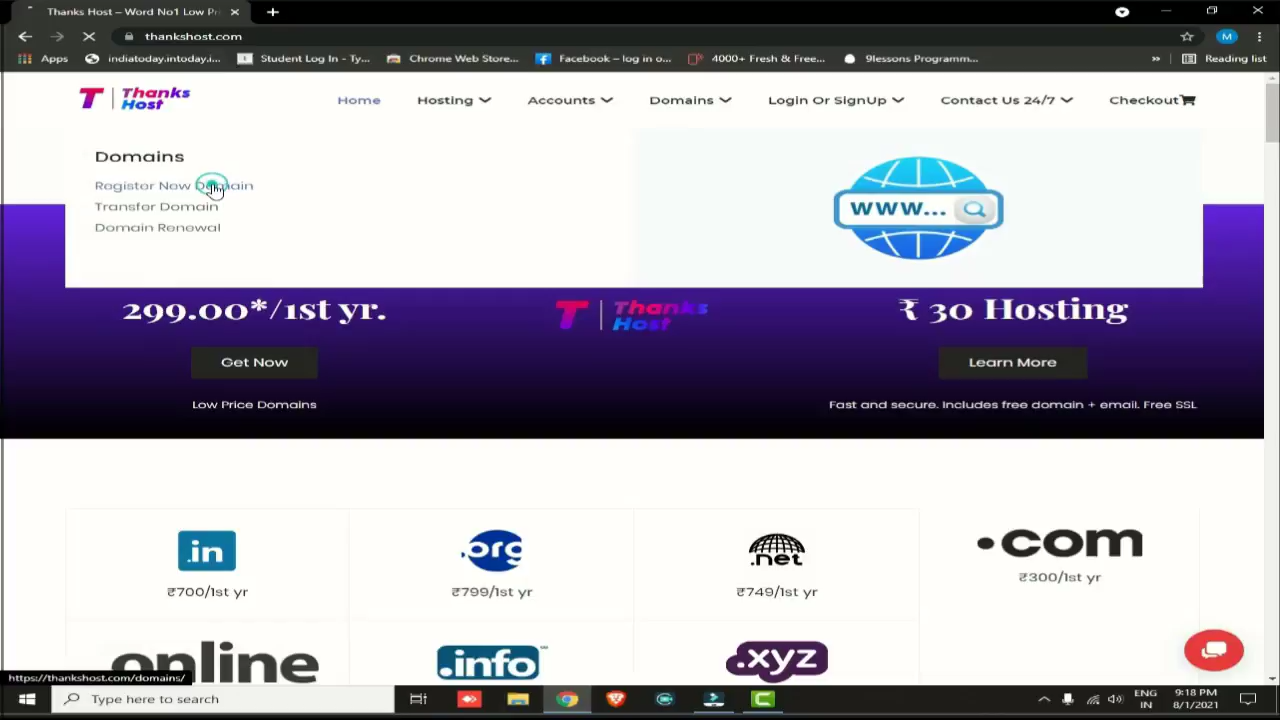 Thanks Host – Word No1 Low Pri
thankshost.com
Apps
indiatoday.intoday.i...
Student Log In - Ty...
Chrome Web Store...
Facebook – log in o...
4000+ Fresh & Free...
9lessons Programm...
»
Reading list
M
T | Thanks Host
Home
Hosting
Accounts
Domains
Login Or SignUp
Contact Us 24/7
Checkout
Domains
Register New Domain
Transfer Domain
Domain Renewal
www...
299.00*/1st yr.
T | Thanks Host
₹ 30 Hosting
Get Now
Learn More
Low Price Domains
Fast and secure. Includes free domain + email. Free SSL
.in
.org
.net
.com
₹700/1st yr
₹799/1st yr
₹749/1st yr
₹300/1st yr
online
.info
.xyz
https://thankshost.com/domains/
Type here to search
ENG
IN
9:18 PM
8/1/2021